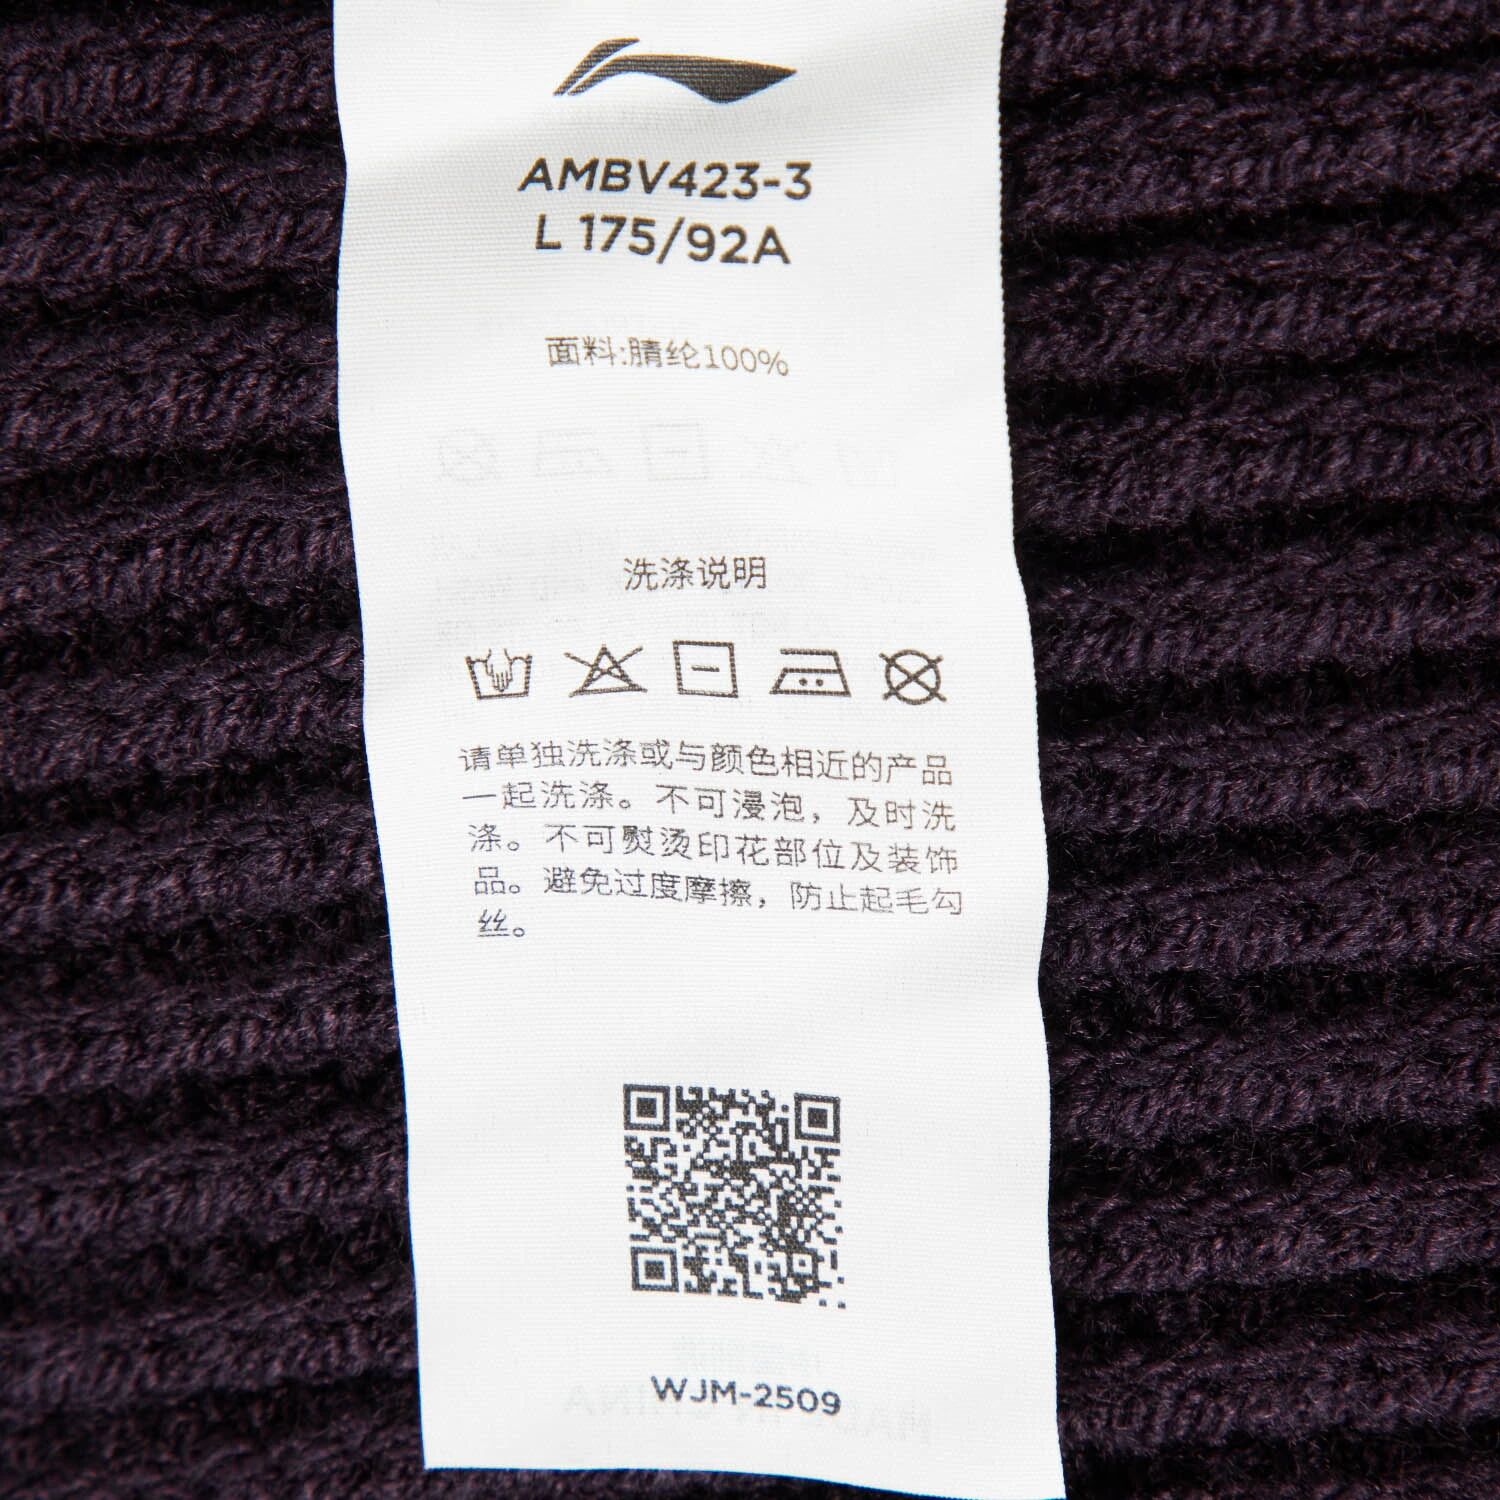 AMBV423-3
L 175/92A
面料:腈纶100%
洗涤说明
请单独洗涤或与颜色相近的产品
一起洗涤。不可浸泡，及时洗
涤。不可熨烫印花部位及装饰
品。避免过度摩擦，防止起毛勾
丝。
WJM-2509